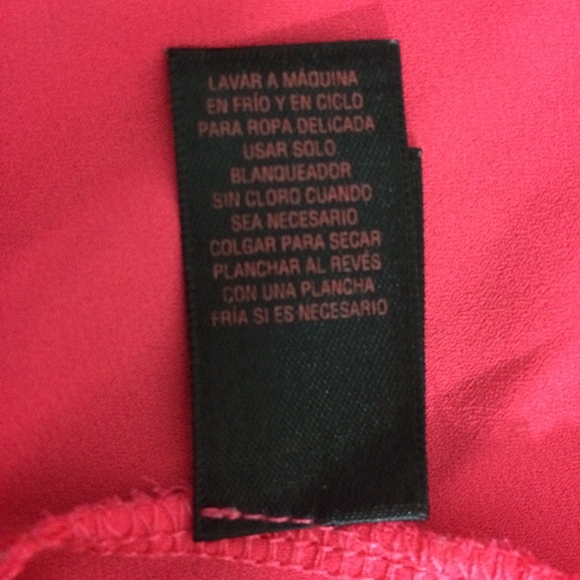 LAVAR A MÁQUINA
EN FRÍO Y EN CICLO
PARA ROPA DELICADA
USAR SOLO
BLANQUEADOR
SIN CLORO CUANDO
SEA NECESARIO
COLGAR PARA SECAR
PLANCHAR AL REVÉS
CON UNA PLANCHA
FRÍA SI ES NECESARIO